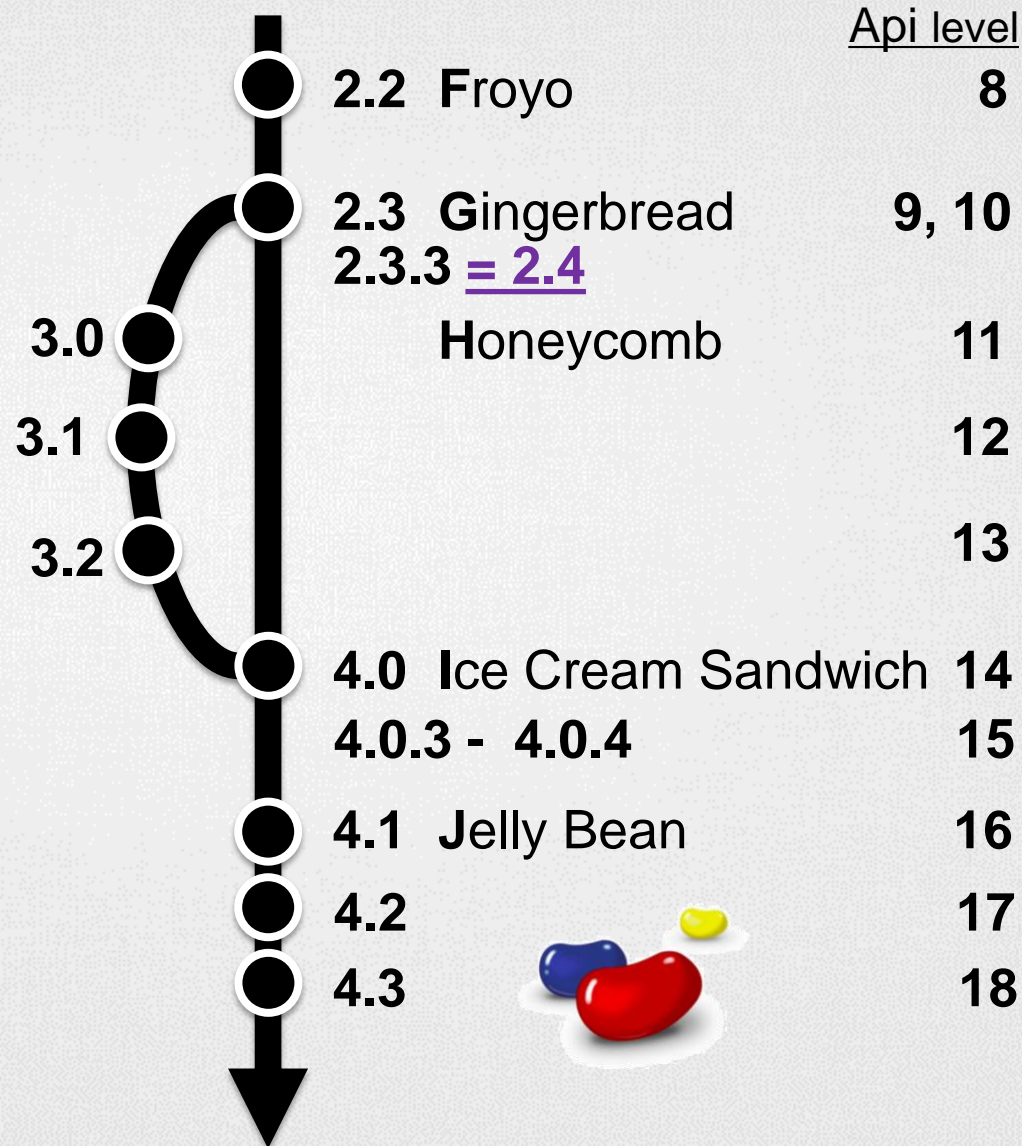 Api level
2.2 Froyo 8
2.3 Gingerbread 9, 10
2.3.3 = 2.4
3.0 Honeycomb 11
3.1 12
3.2 13
4.0 Ice Cream Sandwich 14
4.0.3 - 4.0.4 15
4.1 Jelly Bean 16
4.2 17
4.3 18